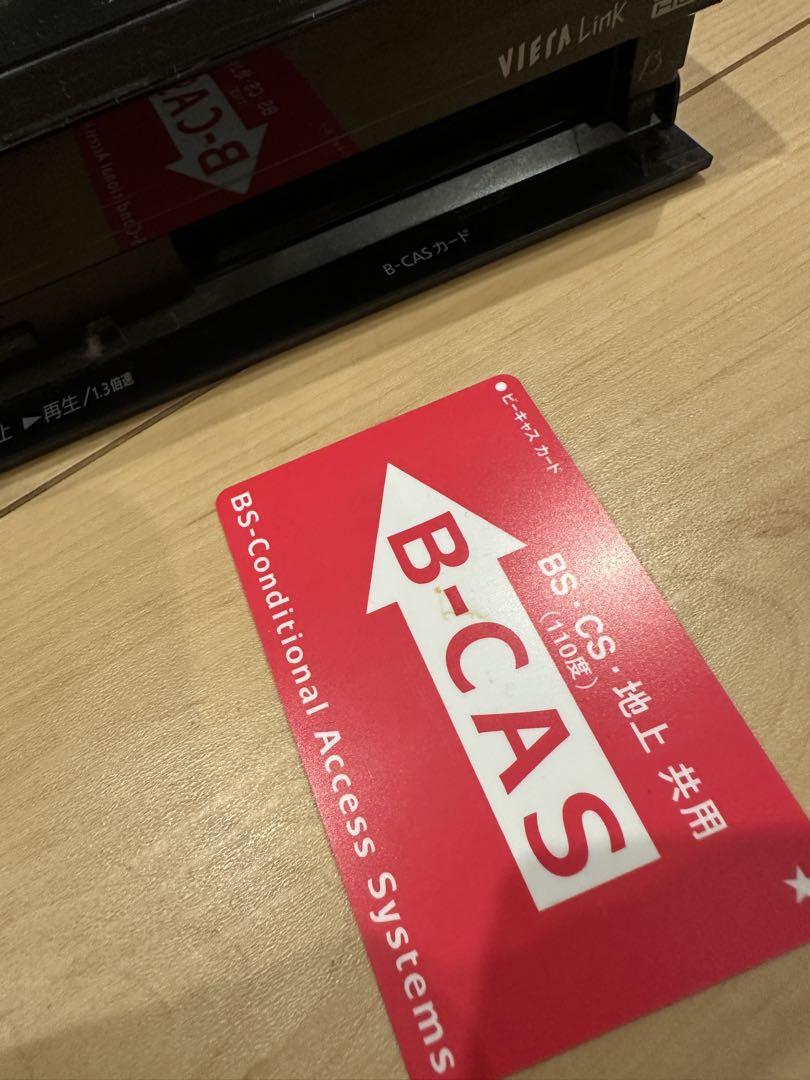 VIERA Link
B-CASカード
▶再生/1.3倍速
ビーキャス カード
BS・CS・地上 共用
(110度)
B-CAS
BS-Conditional Access Systems